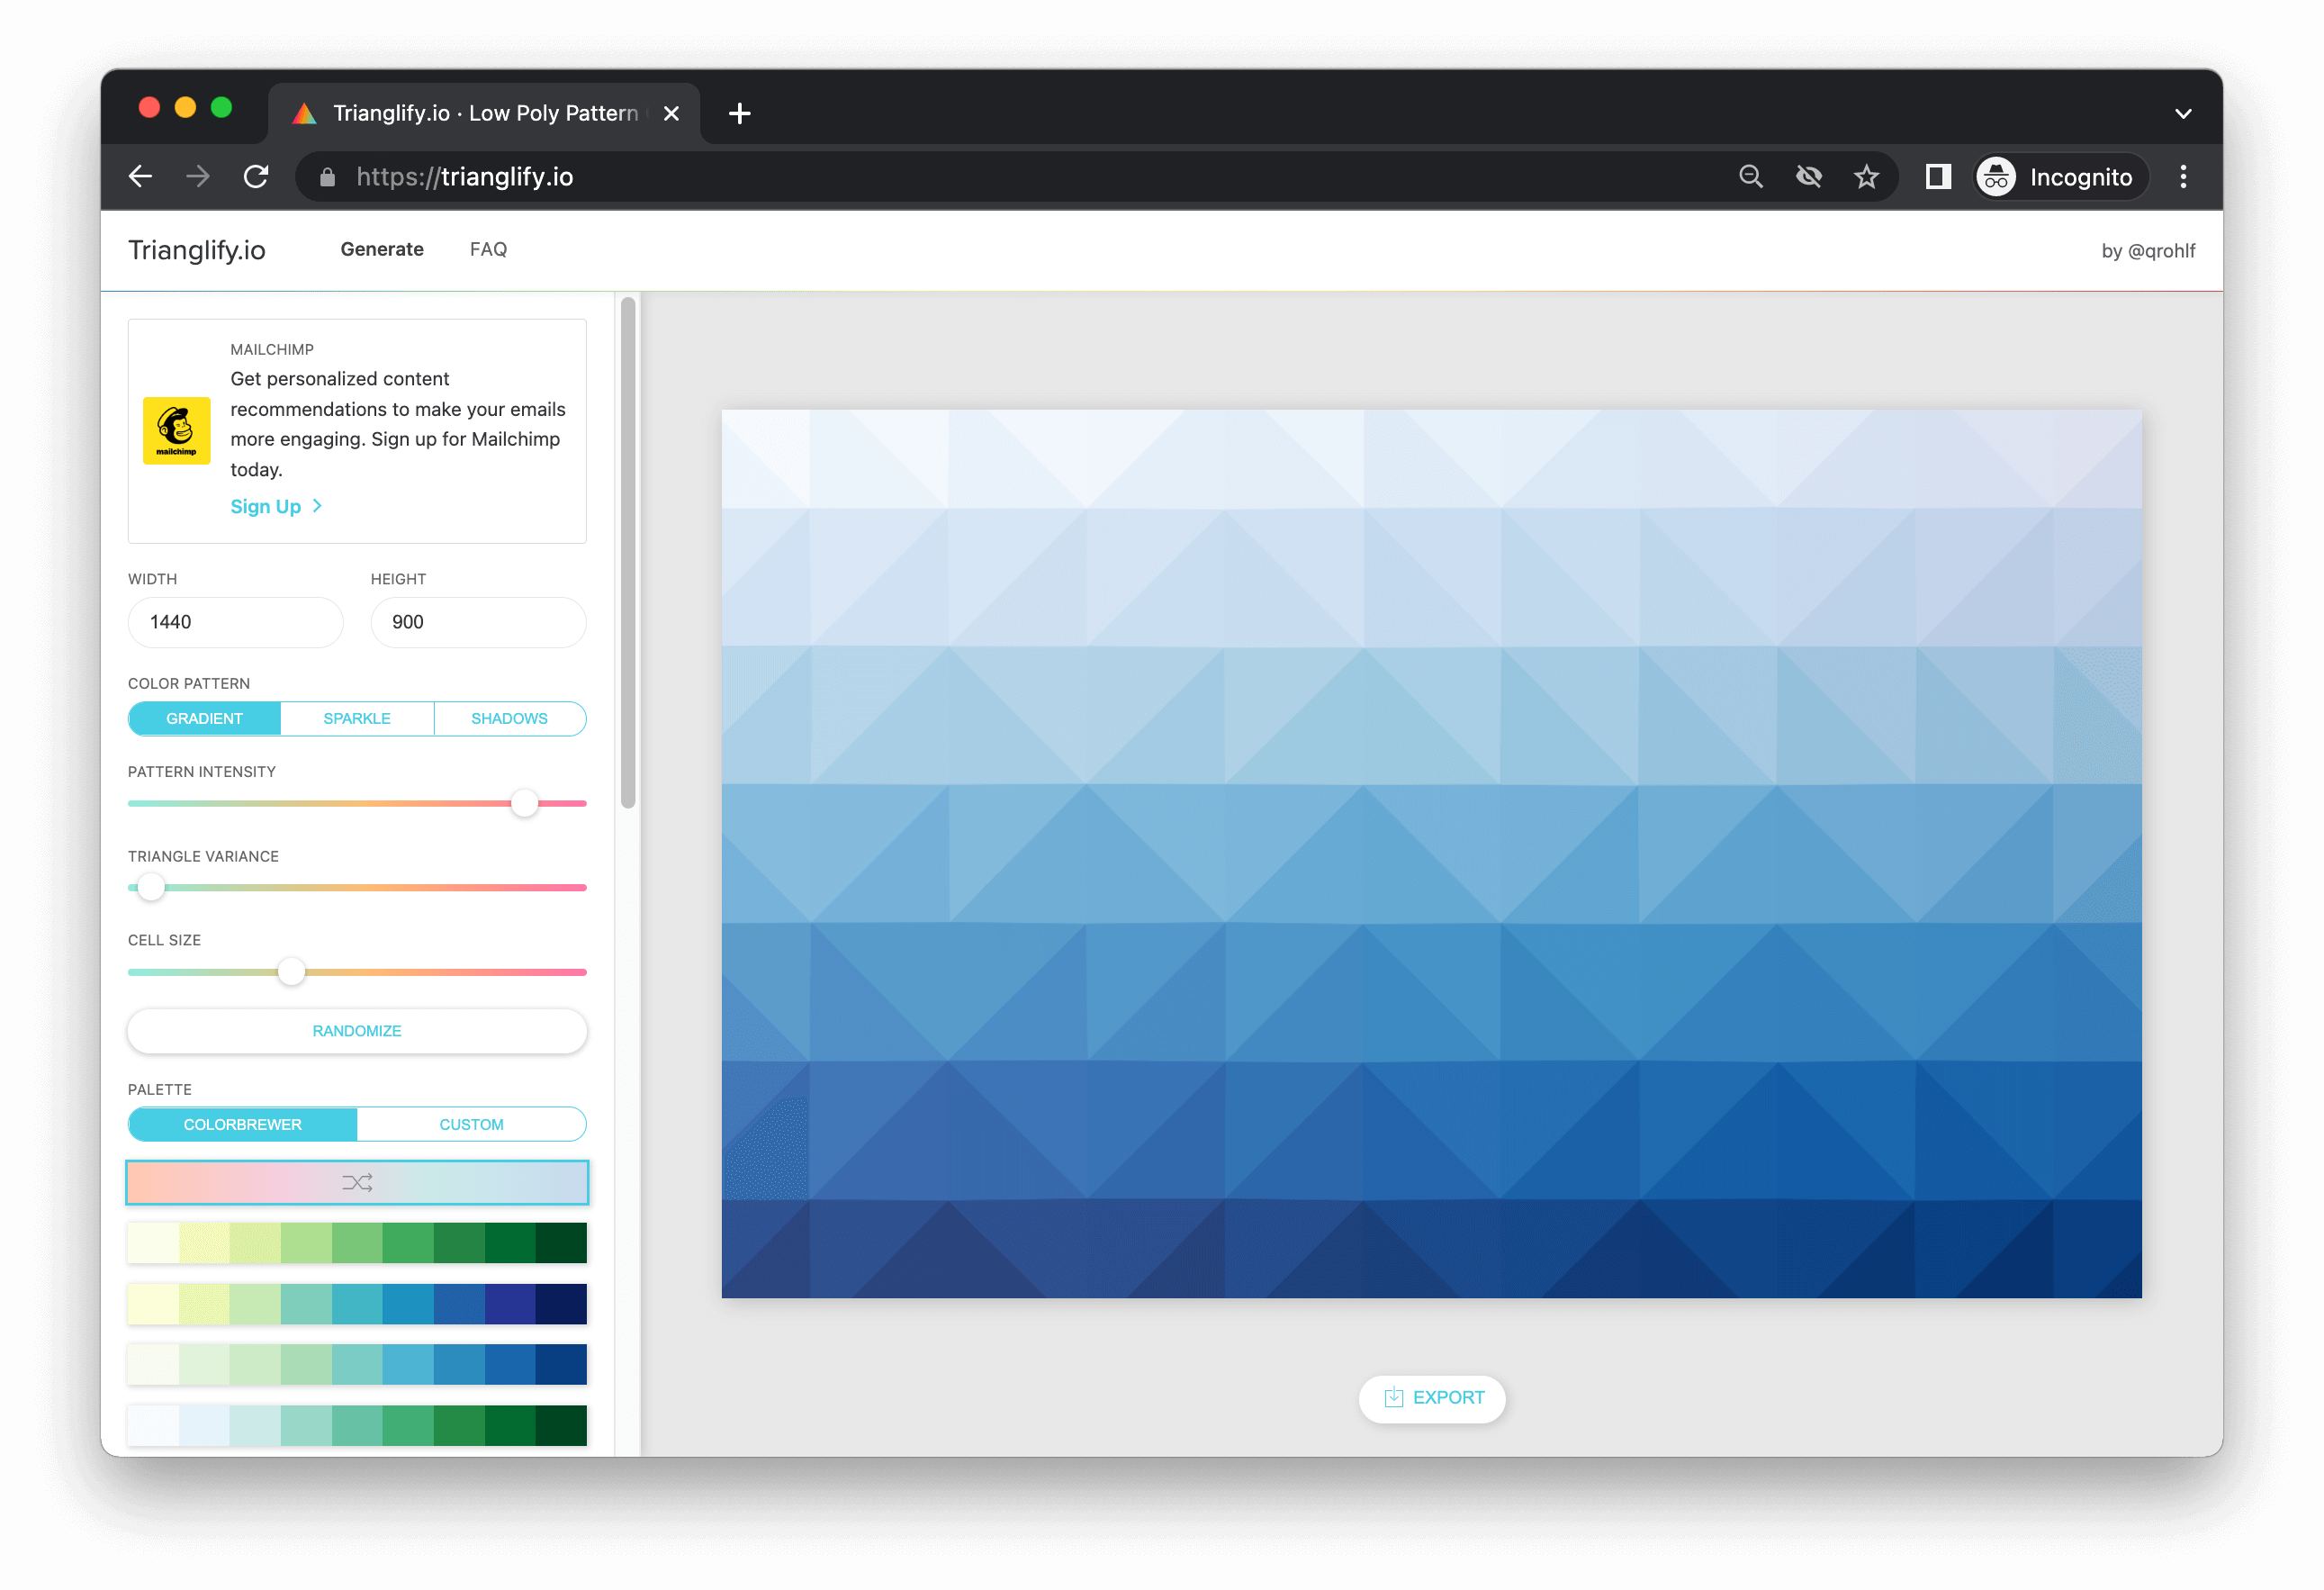 Trianglify.io · Low Poly Pattern
https://trianglify.io
Incognito
Trianglify.io
Generate
FAQ
by @qrohlf
MAILCHIMP
Get personalized content
recommendations to make your emails
more engaging. Sign up for Mailchimp
today.
Sign Up
mailchimp
WIDTH
HEIGHT
1440
900
COLOR PATTERN
GRADIENT
SPARKLE
SHADOWS
PATTERN INTENSITY
TRIANGLE VARIANCE
CELL SIZE
RANDOMIZE
PALETTE
COLORBREWER
CUSTOM
EXPORT